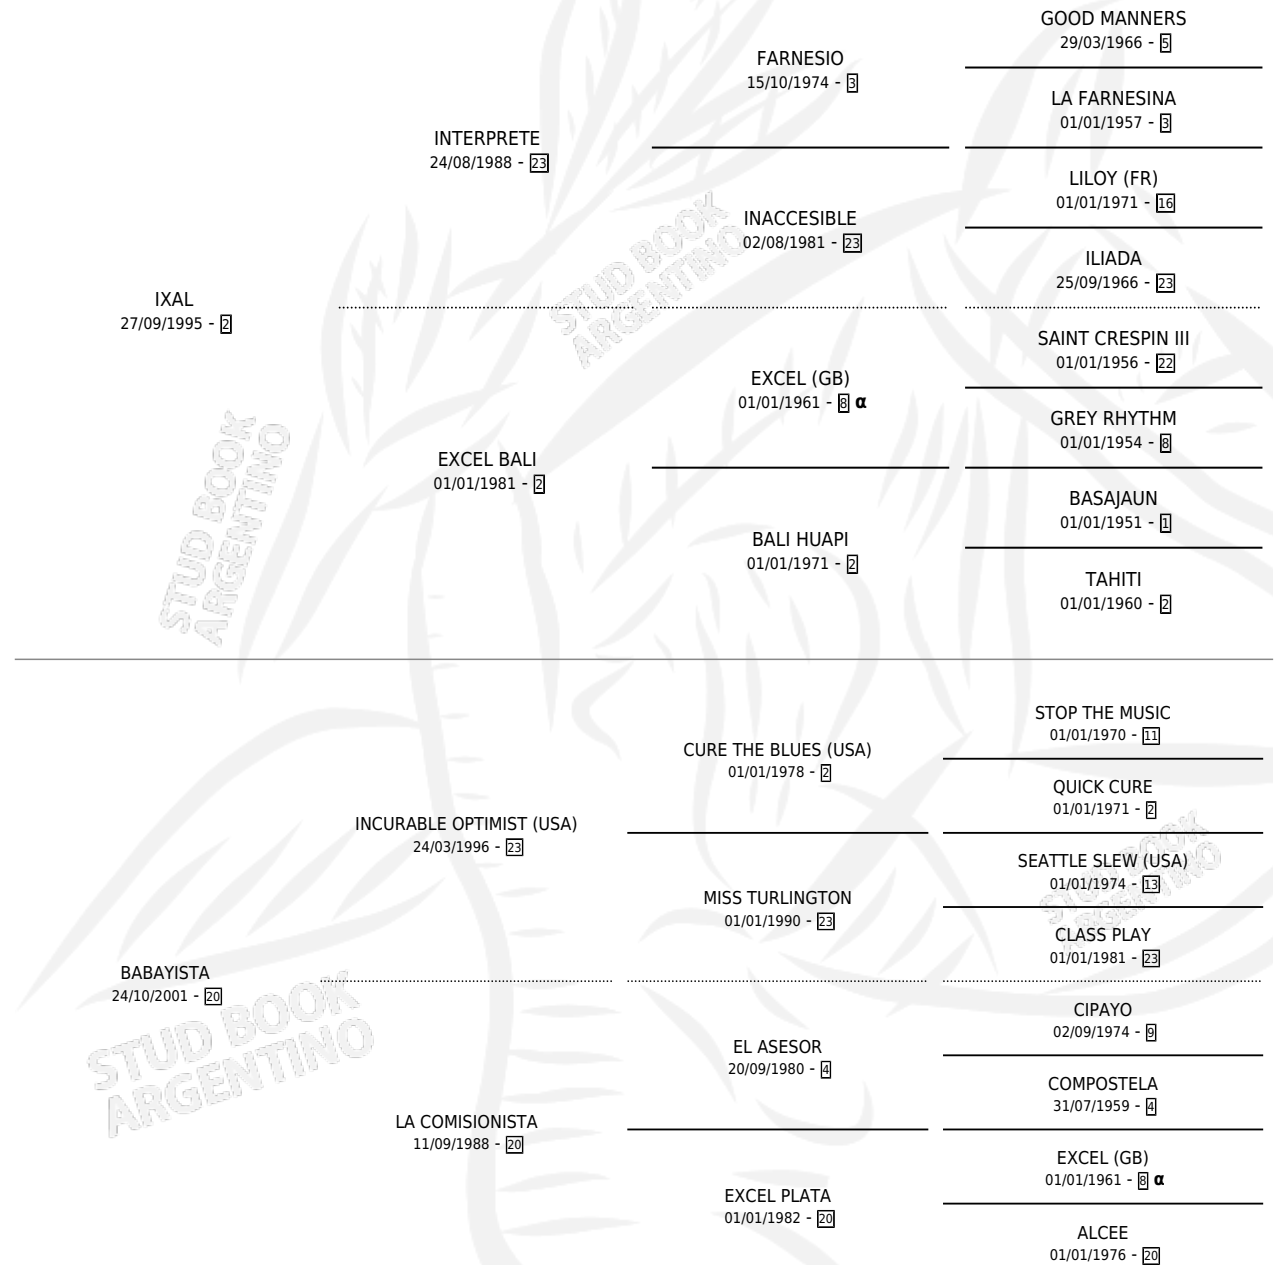 GOOD MANNERS
29/03/1966 - 5
FARNESIO
15/10/1974 - 3
LA FARNESINA
01/01/1957 - 3
INTERPRETE
24/08/1988 - 23
LILOY (FR)
01/01/1971 - 16
INACCESIBLE
02/08/1981 - 23
ILIADA
25/09/1966 - 23
IXAL
27/09/1995 - 2
SAINT CRESPIN III
01/01/1956 - 22
EXCEL (GB)
01/01/1961 - 8 α
GREY RHYTHM
01/01/1954 - 8
EXCEL BALI
01/01/1981 - 2
BASAJAUN
01/01/1951 - 1
BALI HUAPI
01/01/1971 - 2
TAHITI
01/01/1960 - 2
STOP THE MUSIC
01/01/1970 - 11
CURE THE BLUES (USA)
01/01/1978 - 2
QUICK CURE
01/01/1971 - 2
INCURABLE OPTIMIST (USA)
24/03/1996 - 23
SEATTLE SLEW (USA)
01/01/1974 - 13
MISS TURLINGTON
01/01/1990 - 23
CLASS PLAY
01/01/1981 - 23
BABAYISTA
24/10/2001 - 20
CIPAYO
02/09/1974 - 9
EL ASESOR
20/09/1980 - 4
COMPOSTELA
31/07/1959 - 4
LA COMISIONISTA
11/09/1988 - 20
EXCEL (GB)
01/01/1961 - 8 α
EXCEL PLATA
01/01/1982 - 20
ALCEE
01/01/1976 - 20
STUD BOOK
ARGENTINO
STUD BOOK
ARGENTINO
STUD BOOK
ARGENTINO
STUD BOOK
ARGENTINO